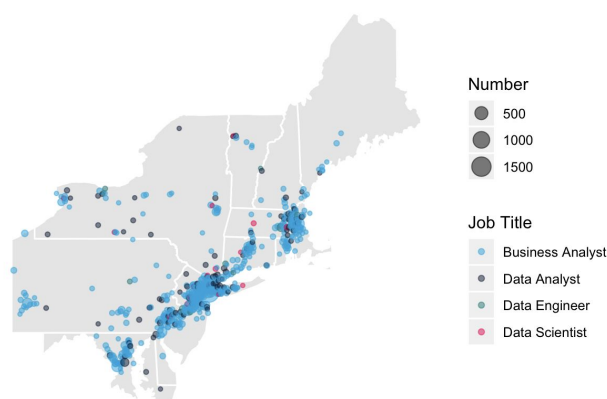 Number
500
1000
1500
Job Title
Business Analyst
Data Analyst
Data Engineer
Data Scientist